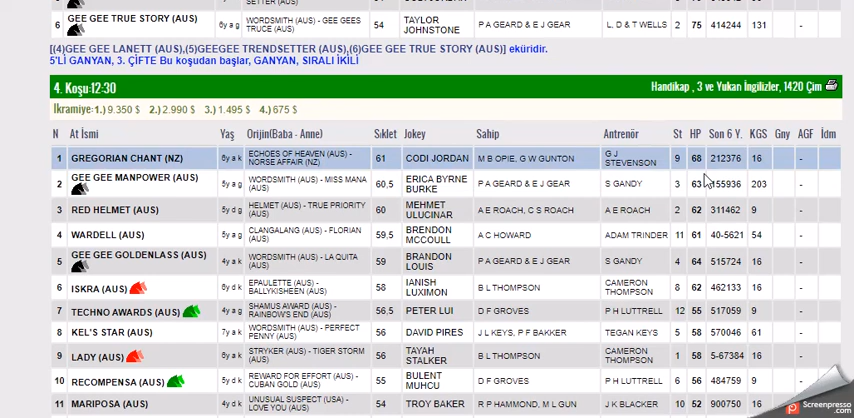 6 GEE GEE TRUE STORY (AUS) 6y a g WORDSMITH (AUS) - GEE GEES TRUCE (AUS) 54 TAYLOR JOHNSTONE P A GEARD & E J GEAR L, D & T WELLS 2 75 414244 131 -
[(4)GEE GEE LANETT (AUS),(5)GEEGEE TRENDSETTER (AUS),(6)GEE GEE TRUE STORY (AUS)] eküridir.
5'Lİ GANYAN, 3. ÇİFTE Bu koşudan başlar, GANYAN, SIRALI İKİLİ
4. Koşu:12:30 Handikap , 3 ve Yukarı İngilizler, 1420 Çim
İkramiye:1.) 9.350 $ 2.) 2.990 $ 3.) 1.495 $ 4.) 675 $
N At İsmi Yaş Orijin(Baba - Anne) Sıklet Jokey Sahip Antrenör St HP Son 6 Y. KGS Gny AGF İdm
1 GREGORIAN CHANT (NZ) 6y a k ECHOES OF HEAVEN (AUS) - NORSE AFFAIR (NZ) 61 CODI JORDAN M B OPIE, G W GUNTON G J STEVENSON 9 68 212376 16 -
2 GEE GEE MANPOWER (AUS) 5y a g WORDSMITH (AUS) - MISS MANA (AUS) 60,5 ERICA BYRNE BURKE P A GEARD & E J GEAR S GANDY 3 63 155936 203 -
3 RED HELMET (AUS) 5y d g HELMET (AUS) - TRUE PRIORITY (AUS) 60 MEHMET ULUCINAR A E ROACH, C S ROACH A E ROACH 2 62 311462 9 -
4 WARDELL (AUS) 5y a g CLANGALANG (AUS) - FLORIAN (AUS) 59,5 BRENDON MCCOULL A C HOWARD ADAM TRINDER 11 61 40-5621 54 -
5 GEE GEE GOLDENLASS (AUS) 4y a k WORDSMITH (AUS) - LA QUITA (AUS) 59 BRANDON LOUIS P A GEARD & E J GEAR S GANDY 4 64 515724 16 -
6 ISKRA (AUS) 6y d k EPAULETTE (AUS) - BALLYKISHEEN (AUS) 58 IANISH LUXIMON B L THOMPSON CAMERON THOMPSON 8 62 462133 16 -
7 TECHNO AWARDS (AUS) 4y a g SHAMUS AWARD (AUS) - RAINBOW'S END (AUS) 56,5 PETER LUI D F GROVES P H LUTTRELL 12 55 517059 9 -
8 KEL'S STAR (AUS) 7y a k WORDSMITH (AUS) - PERFECT PENNY (AUS) 56 DAVID PIRES J L KEYS, P F BAKKER TEGAN KEYS 5 58 570046 61 -
9 LADY (AUS) 6y a k STRYKER (AUS) - TIGER STORM (AUS) 56 TAYAH STALKER B L THOMPSON CAMERON THOMPSON 1 58 5-67384 16 -
10 RECOMPENSA (AUS) 5y d k REWARD FOR EFFORT (AUS) - CUBAN GOLD (AUS) 55 BULENT MUHCU D F GROVES P H LUTTRELL 6 56 484759 9 -
11 MARIPOSA (AUS) 4y d k UNUSUAL SUSPECT (USA) - LOVE YOU (AUS) 54 TROY BAKER R P HAMMOND, M L GUN J K BLACKER 10 52 900750 16 -
Screenpresso
.com